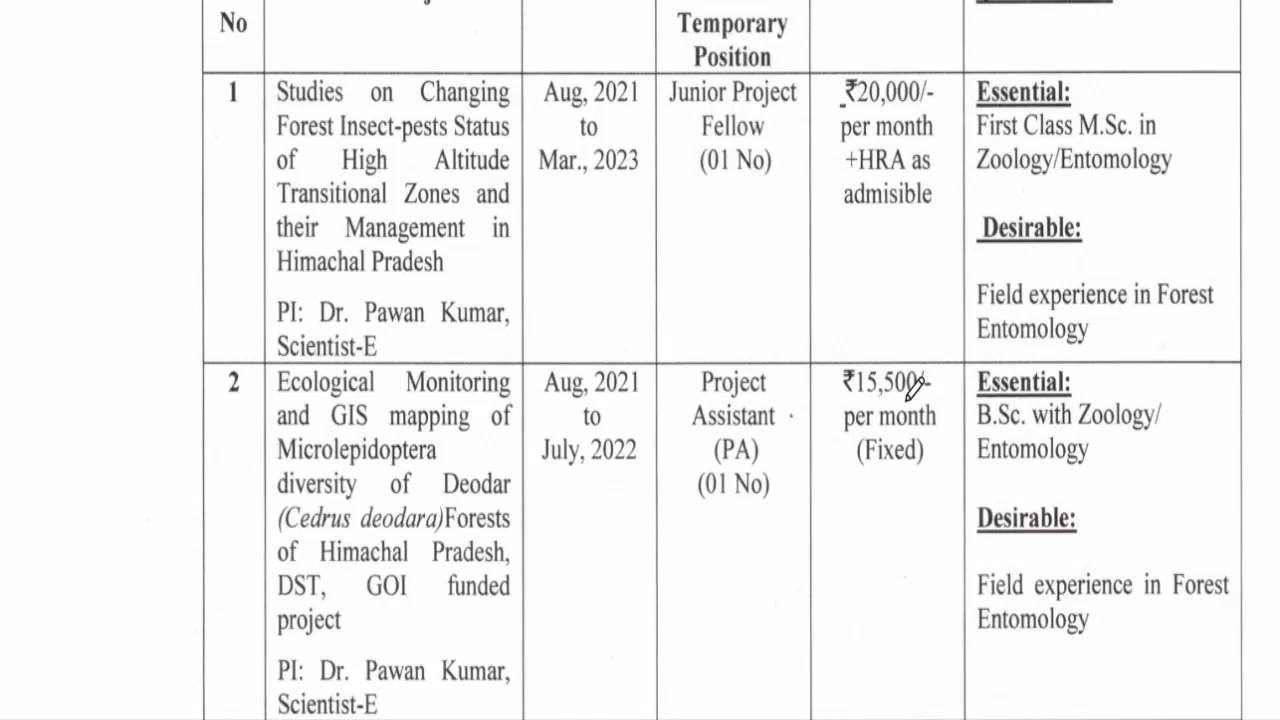 No
Temporary
Position
1
Studies on Changing
Forest Insect-pests Status
of High Altitude
Transitional Zones and
their Management in
Himachal Pradesh
PI: Dr. Pawan Kumar,
Scientist-E
Aug, 2021
to
Mar., 2023
Junior Project
Fellow
(01 No)
₹20,000/-
per month
+HRA as
admisible
Essential:
First Class M.Sc. in
Zoology/Entomology
Desirable:
Field experience in Forest
Entomology
2
Ecological Monitoring
and GIS mapping of
Microlepidoptera
diversity of Deodar
(Cedrus deodara)Forests
of Himachal Pradesh,
DST, GOI funded
project
PI: Dr. Pawan Kumar,
Scientist-E
Aug, 2021
to
July, 2022
Project
Assistant
(PA)
(01 No)
₹15,500/-
per month
(Fixed)
Essential:
B.Sc. with Zoology/
Entomology
Desirable:
Field experience in Forest
Entomology